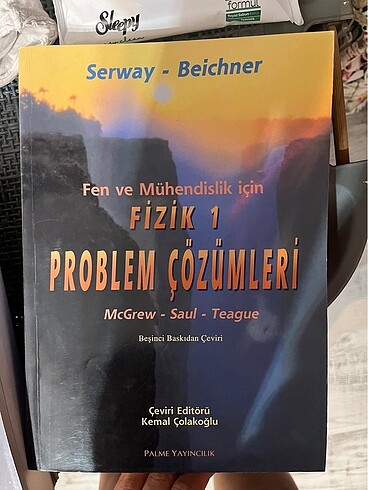 Sleepy
formül
Serway - Beichner
Fen ve Mühendislik için
FİZİK 1
PROBLEM ÇÖZÜMLERİ
McGrew - Saul - Teague
Beşinci Baskıdan Çeviri
Çeviri Editörü
Kemal Çolakoğlu
PALME YAYINCILIK